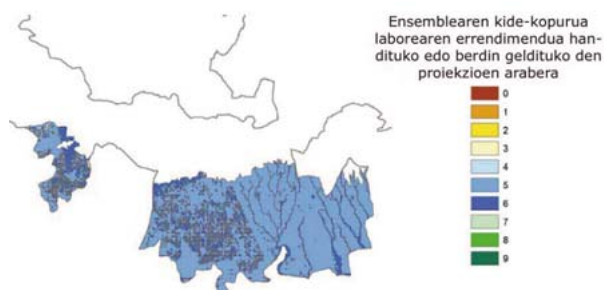 Ensemblearen kide-kopurua
laborearen errendimendua han-
dituko edo berdin geldituko den
proiekzioen arabera
0
1
2
3
4
5
6
7
8
9